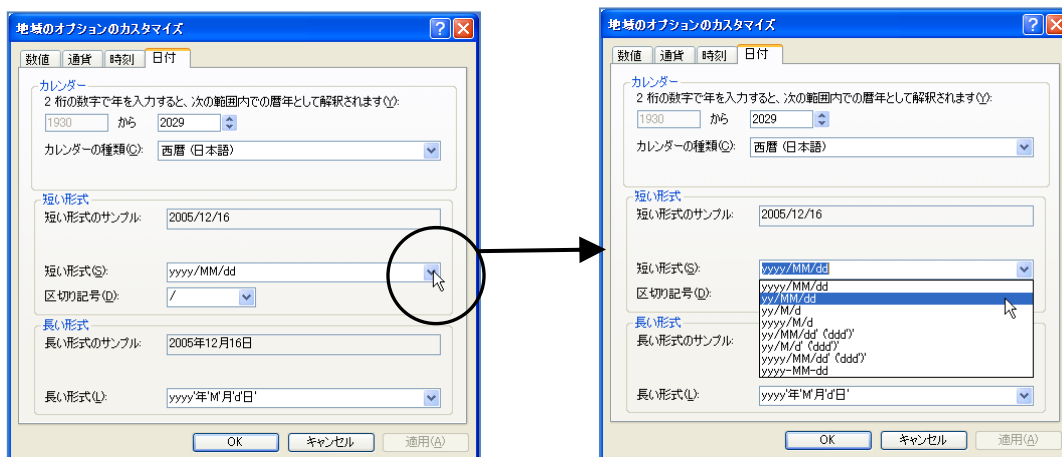 地域のオプションのカスタマイズ
数値 通貨 時刻 日付
カレンダー
2 桁の数字で年を入力すると、次の範囲内での暦年として解釈されます(Y):
1930 から 2029
カレンダーの種類(C): 西暦 (日本語)
短い形式
短い形式のサンプル: 2005/12/16
短い形式(S): yyyy/MM/dd
区切り記号(D): /
長い形式
長い形式のサンプル: 2005年12月16日
長い形式(L): yyyy'年'M'月'd'日'
OK キャンセル 適用(A)
地域のオプションのカスタマイズ
数値 通貨 時刻 日付
カレンダー
2 桁の数字で年を入力すると、次の範囲内での暦年として解釈されます(Y):
1930 から 2029
カレンダーの種類(C): 西暦 (日本語)
短い形式
短い形式のサンプル: 2005/12/16
短い形式(S): yyyy/MM/dd
区切り記号(D):
yyyy/MM/dd
yy/MM/dd
yy/M/d
yyyy/M/d
yy/MM/dd' ('ddd')'
yy/M/d' ('ddd')'
yyyy/MM/dd' ('ddd')'
yyyy-MM-dd
長い形式
長い形式のサンプル:
長い形式(L): yyyy'年'M'月'd'日'
OK キャンセル 適用(A)